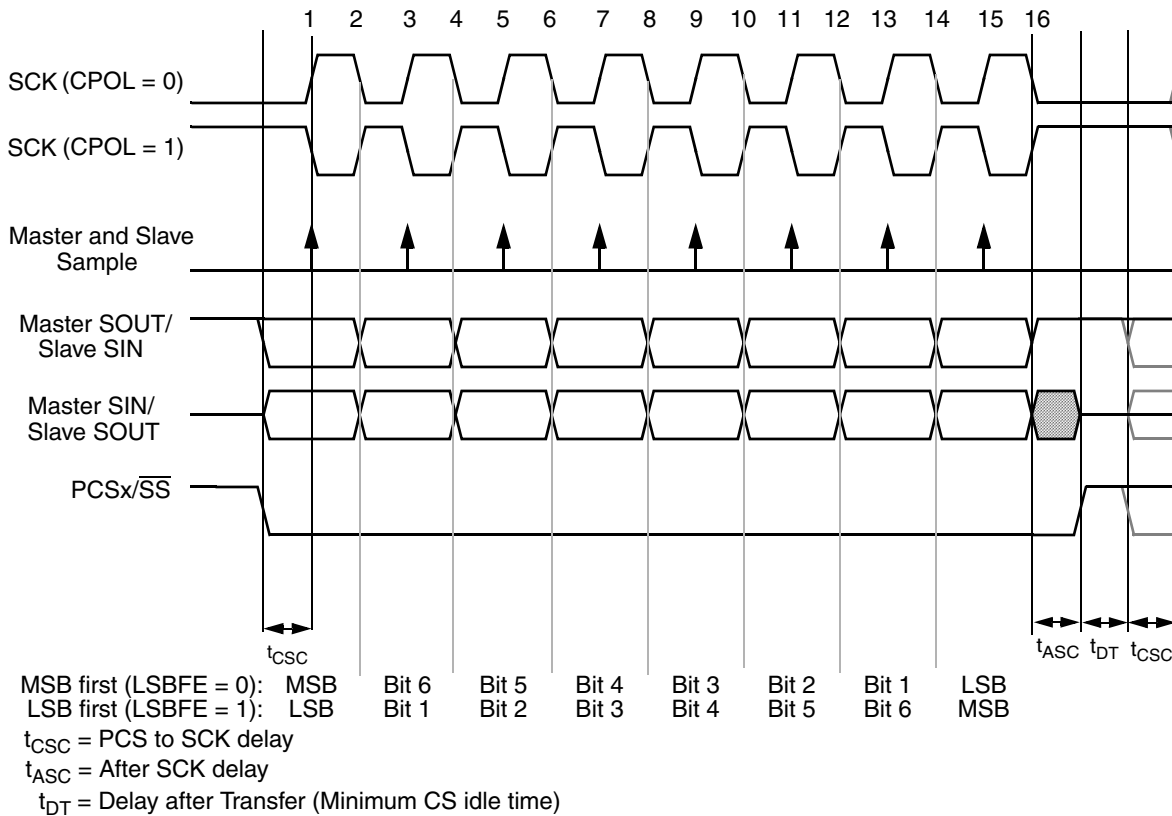 1 2 3 4 5 6 7 8 9 10 11 12 13 14 15 16
SCK (CPOL = 0)
SCK (CPOL = 1)
Master and Slave
Sample
Master SOUT/
Slave SIN
Master SIN/
Slave SOUT
PCSx/SS
tCSC
tASC tDT tCSC
MSB first (LSBFE = 0): MSB Bit 6 Bit 5 Bit 4 Bit 3 Bit 2 Bit 1 LSB
LSB first (LSBFE = 1): LSB Bit 1 Bit 2 Bit 3 Bit 4 Bit 5 Bit 6 MSB
tCSC = PCS to SCK delay
tASC = After SCK delay
tDT = Delay after Transfer (Minimum CS idle time)